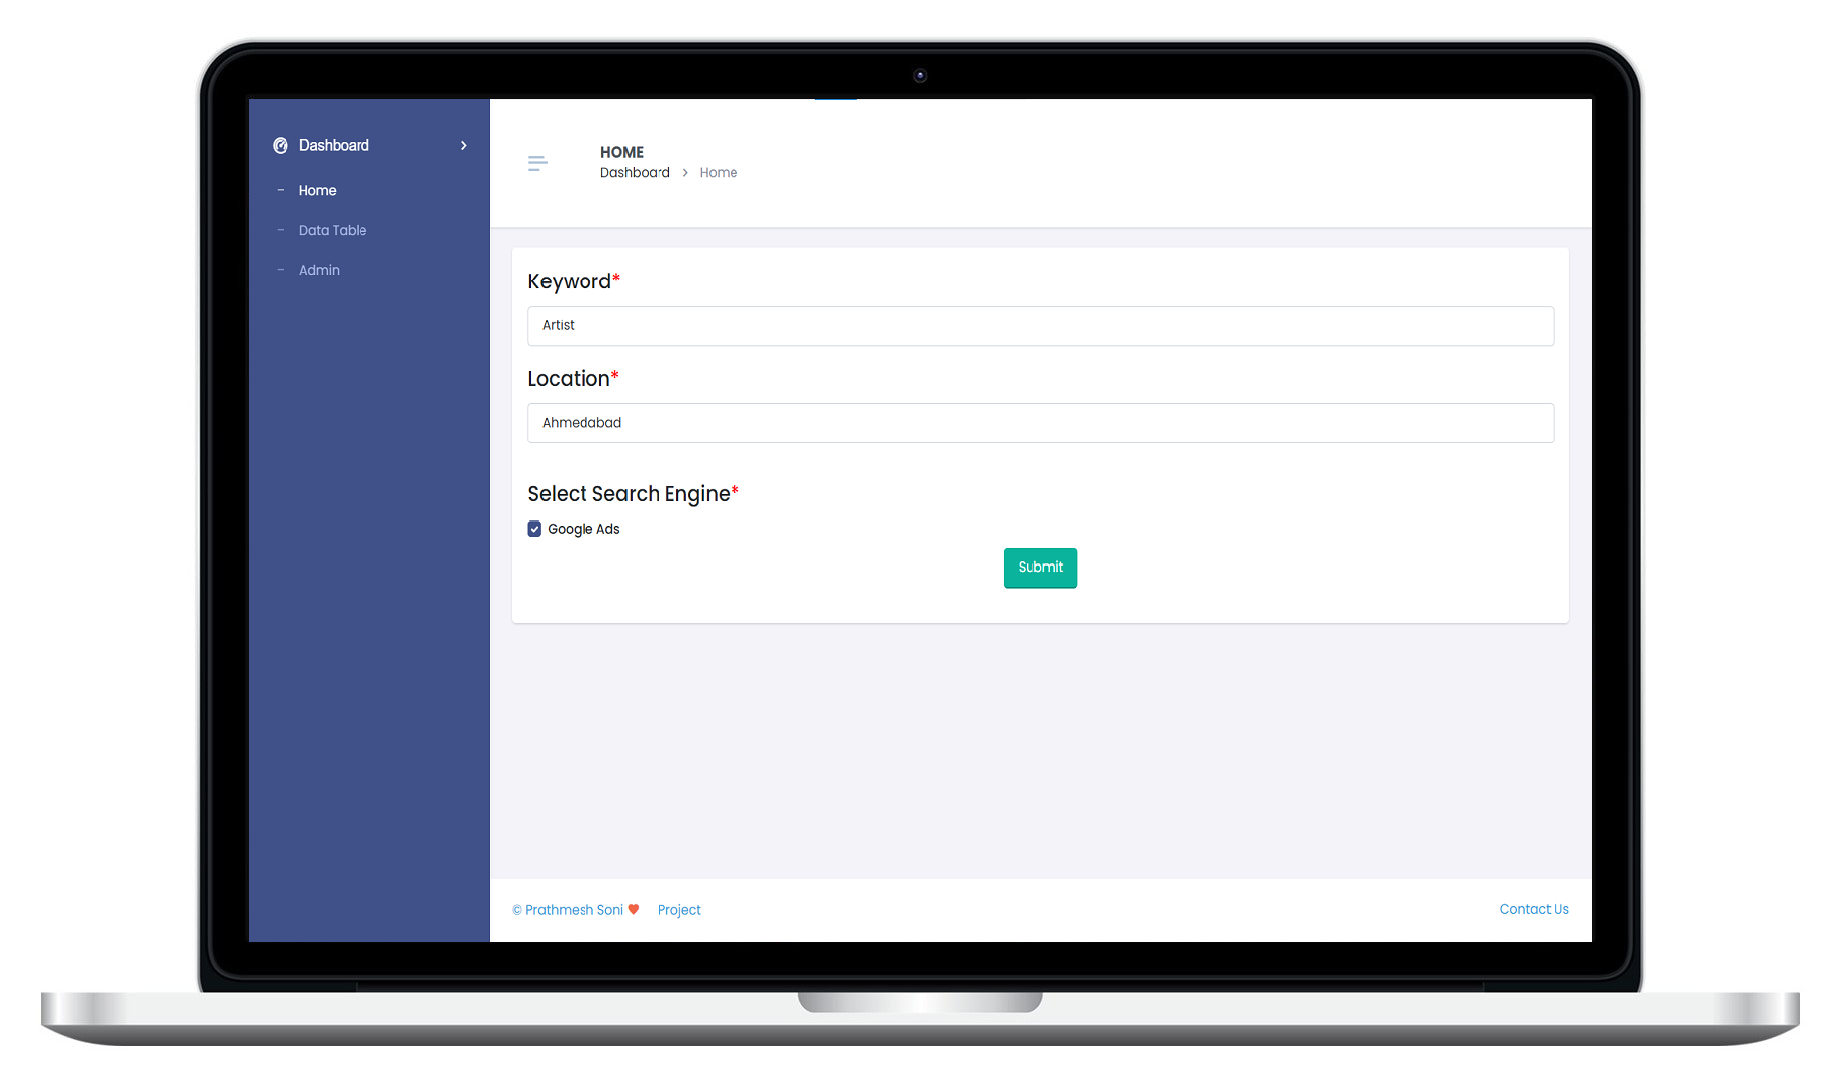 Dashboard
Home
Data Table
Admin
HOME
Dashboard > Home
Keyword*
Artist
Location*
Ahmedabad
Select Search Engine*
Google Ads
Submit
© Prathmesh Soni ♥ Project
Contact Us